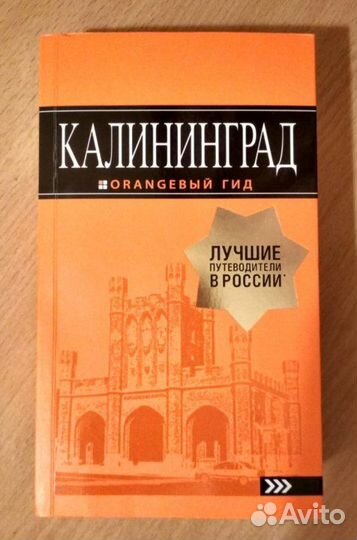 КАЛИНИНГРАД
ORANGEВЫЙ ГИД
ЛУЧШИЕ
ПУТЕВОДИТЕЛИ
В РОССИИ*
Avito